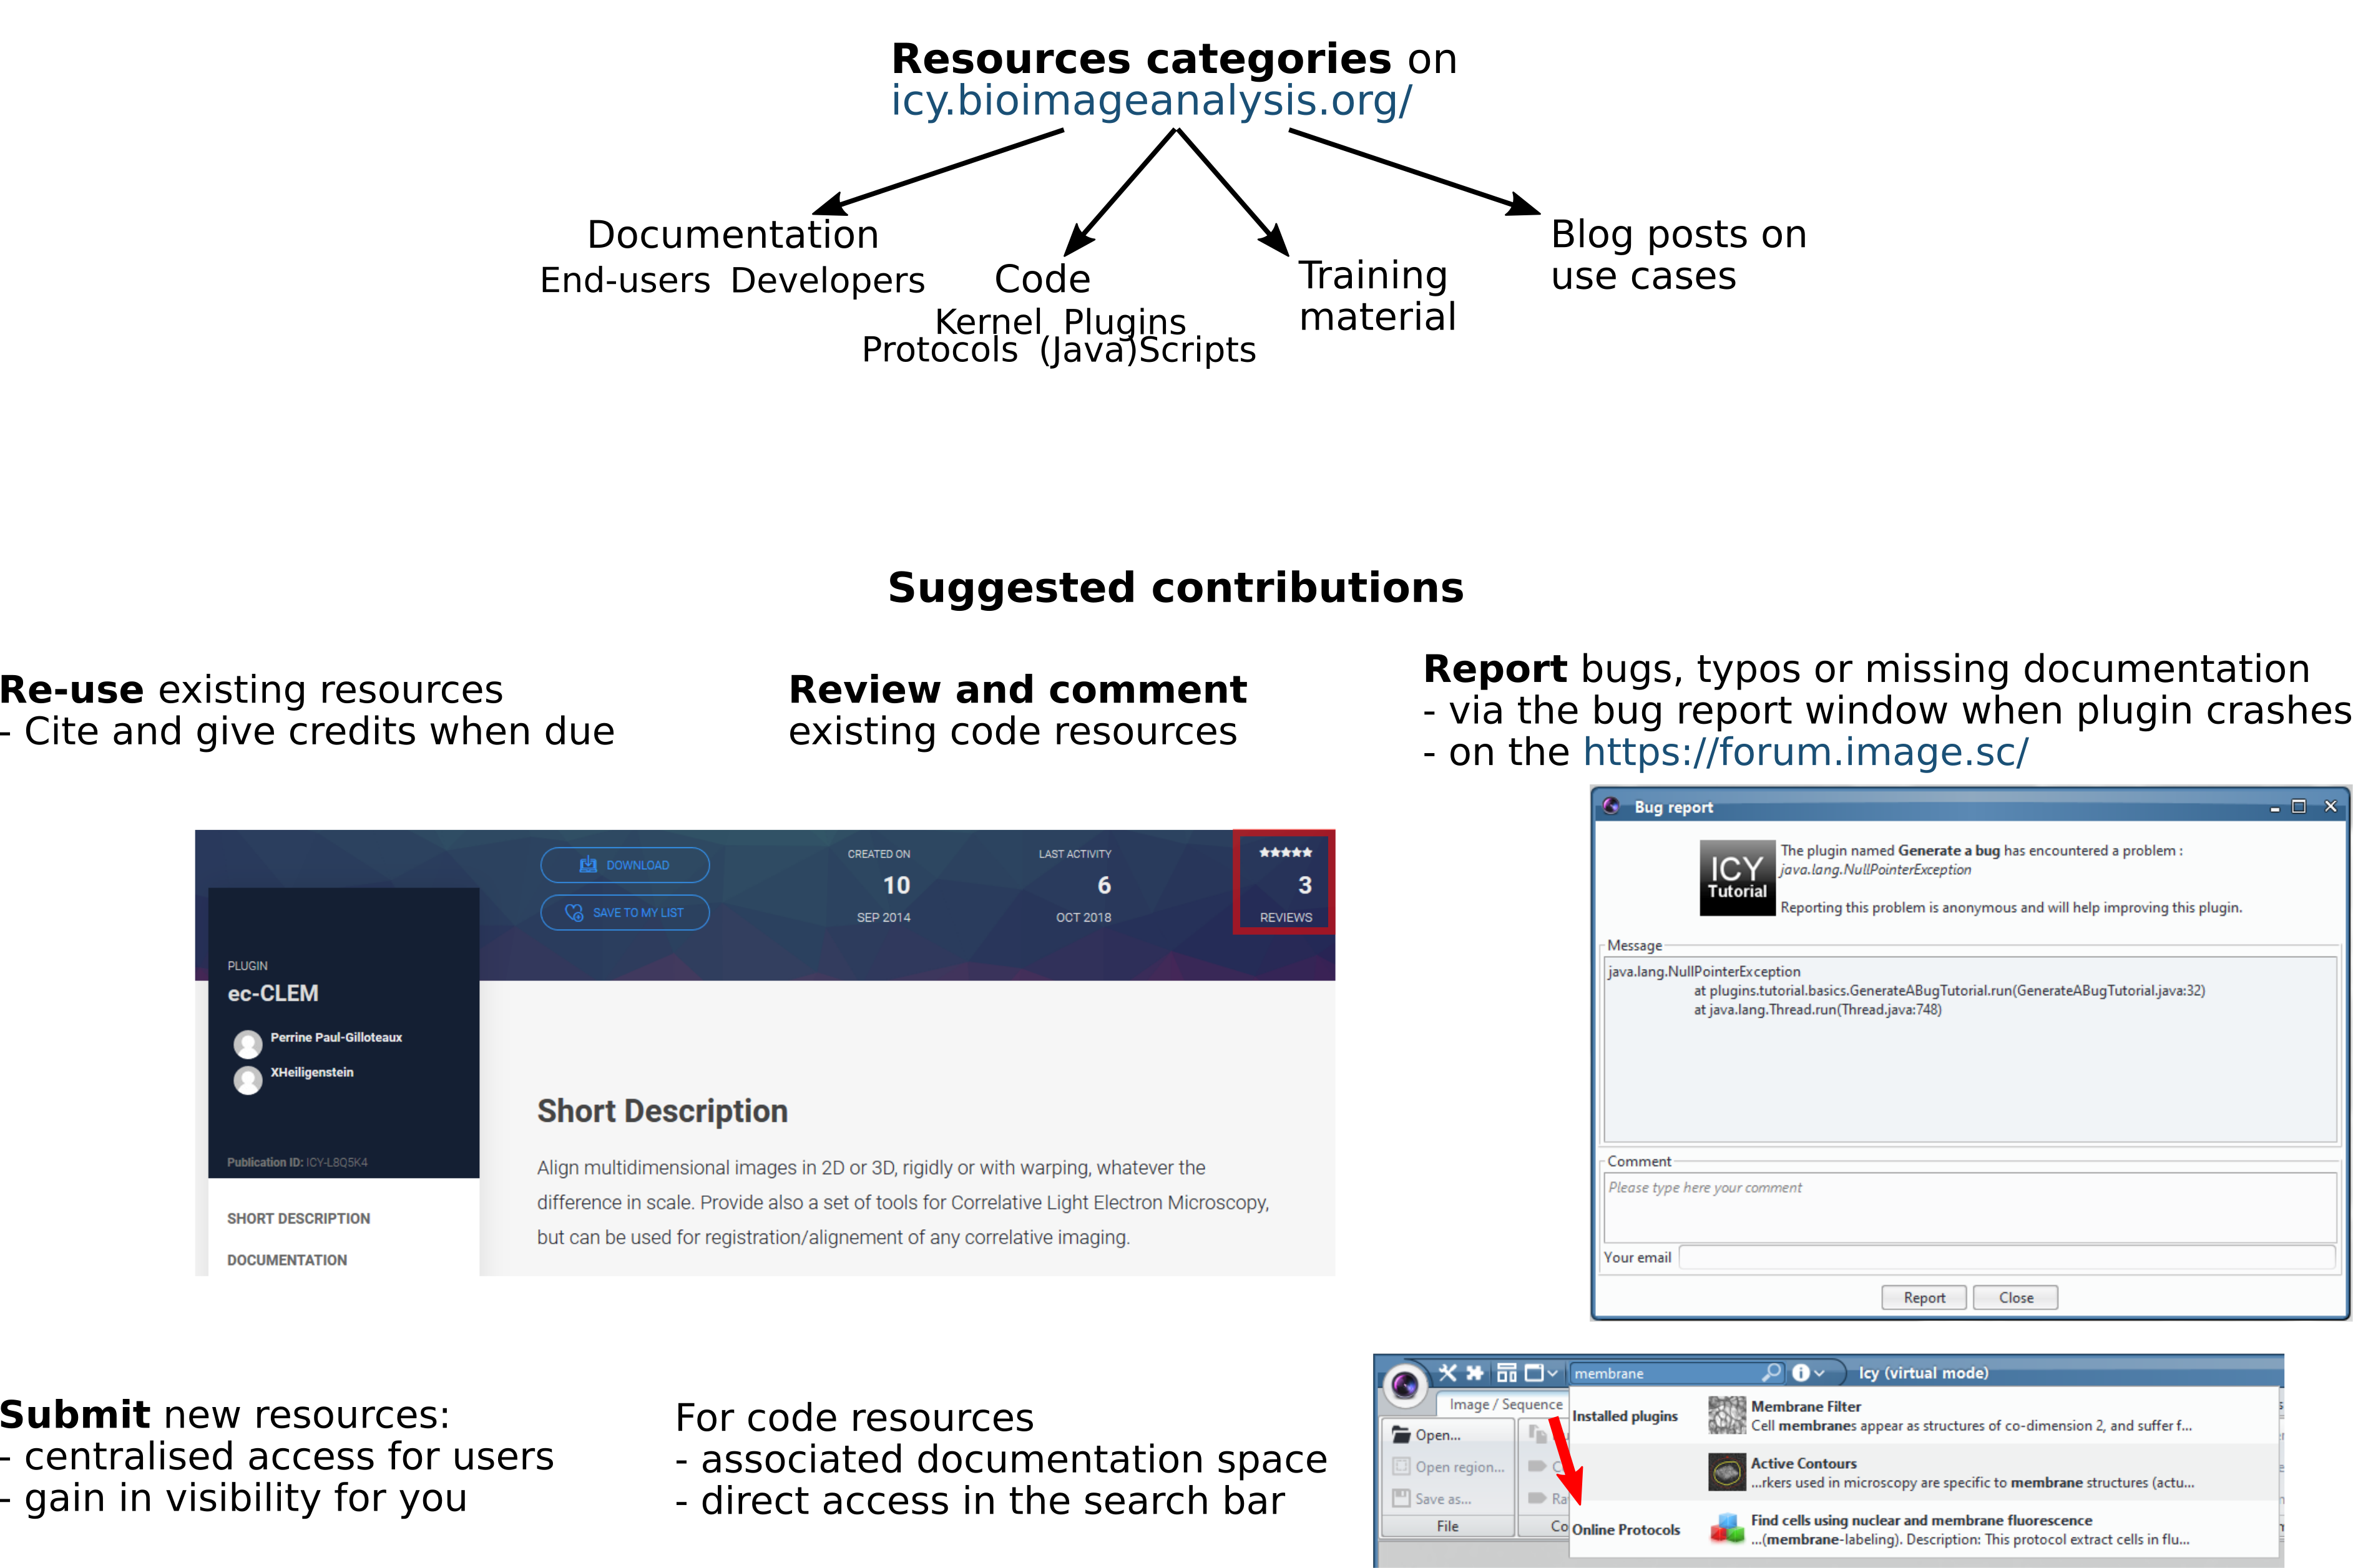 Resources categories on
icy.bioimageanalysis.org/
Documentation
End-users Developers
Code
Kernel Plugins
Protocols (Java)Scripts
Training
material
Blog posts on
use cases
Suggested contributions
Re-use existing resources
- Cite and give credits when due
Review and comment
existing code resources
Report bugs, typos or missing documentation
- via the bug report window when plugin crashes
- on the https://forum.image.sc/
DOWNLOAD
SAVE TO MY LIST
CREATED ON
10
SEP 2014
LAST ACTIVITY
6
OCT 2018
★★★★★
3
REVIEWS
PLUGIN
ec-CLEM
Perrine Paul-Gilloteaux
XHeiligenstein
Publication ID: ICY-L8Q5K4
SHORT DESCRIPTION
DOCUMENTATION
Short Description
Align multidimensional images in 2D or 3D, rigidly or with warping, whatever the
difference in scale. Provide also a set of tools for Correlative Light Electron Microscopy,
but can be used for registration/alignement of any correlative imaging.
Bug report
ICY
Tutorial
The plugin named Generate a bug has encountered a problem :
java.lang.NullPointerException
Reporting this problem is anonymous and will help improving this plugin.
Message
java.lang.NullPointerException
at plugins.tutorial.basics.GenerateABugTutorial.run(GenerateABugTutorial.java:32)
at java.lang.Thread.run(Thread.java:748)
Comment
Please type here your comment
Your email
Report Close
Submit new resources:
- centralised access for users
- gain in visibility for you
For code resources
- associated documentation space
- direct access in the search bar
membrane
Icy (virtual mode)
Image / Sequence
Open...
Open region...
Save as...
File
Ra
Co
Installed plugins
Membrane Filter
Cell membranes appear as structures of co-dimension 2, and suffer f...
Active Contours
...rkers used in microscopy are specific to membrane structures (actu...
Online Protocols
Find cells using nuclear and membrane fluorescence
...(membrane-labeling). Description: This protocol extract cells in flu...